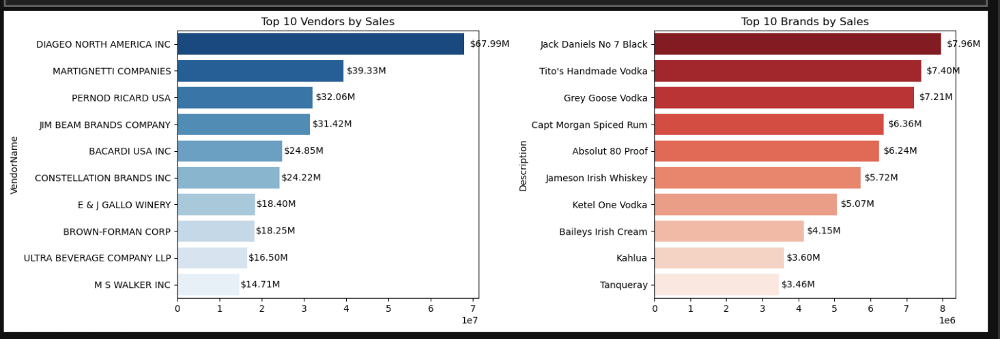 Top 10 Vendors by Sales
VendorName
DIAGEO NORTH AMERICA INC $67.99M
MARTIGNETTI COMPANIES $39.33M
PERNOD RICARD USA $32.06M
JIM BEAM BRANDS COMPANY $31.42M
BACARDI USA INC $24.85M
CONSTELLATION BRANDS INC $24.22M
E & J GALLO WINERY $18.40M
BROWN-FORMAN CORP $18.25M
ULTRA BEVERAGE COMPANY LLP $16.50M
M S WALKER INC $14.71M
0 1 2 3 4 5 6 7
1e7
Top 10 Brands by Sales
Description
Jack Daniels No 7 Black $7.96M
Tito's Handmade Vodka $7.40M
Grey Goose Vodka $7.21M
Capt Morgan Spiced Rum $6.36M
Absolut 80 Proof $6.24M
Jameson Irish Whiskey $5.72M
Ketel One Vodka $5.07M
Baileys Irish Cream $4.15M
Kahlua $3.60M
Tanqueray $3.46M
0 1 2 3 4 5 6 7 8
1e6